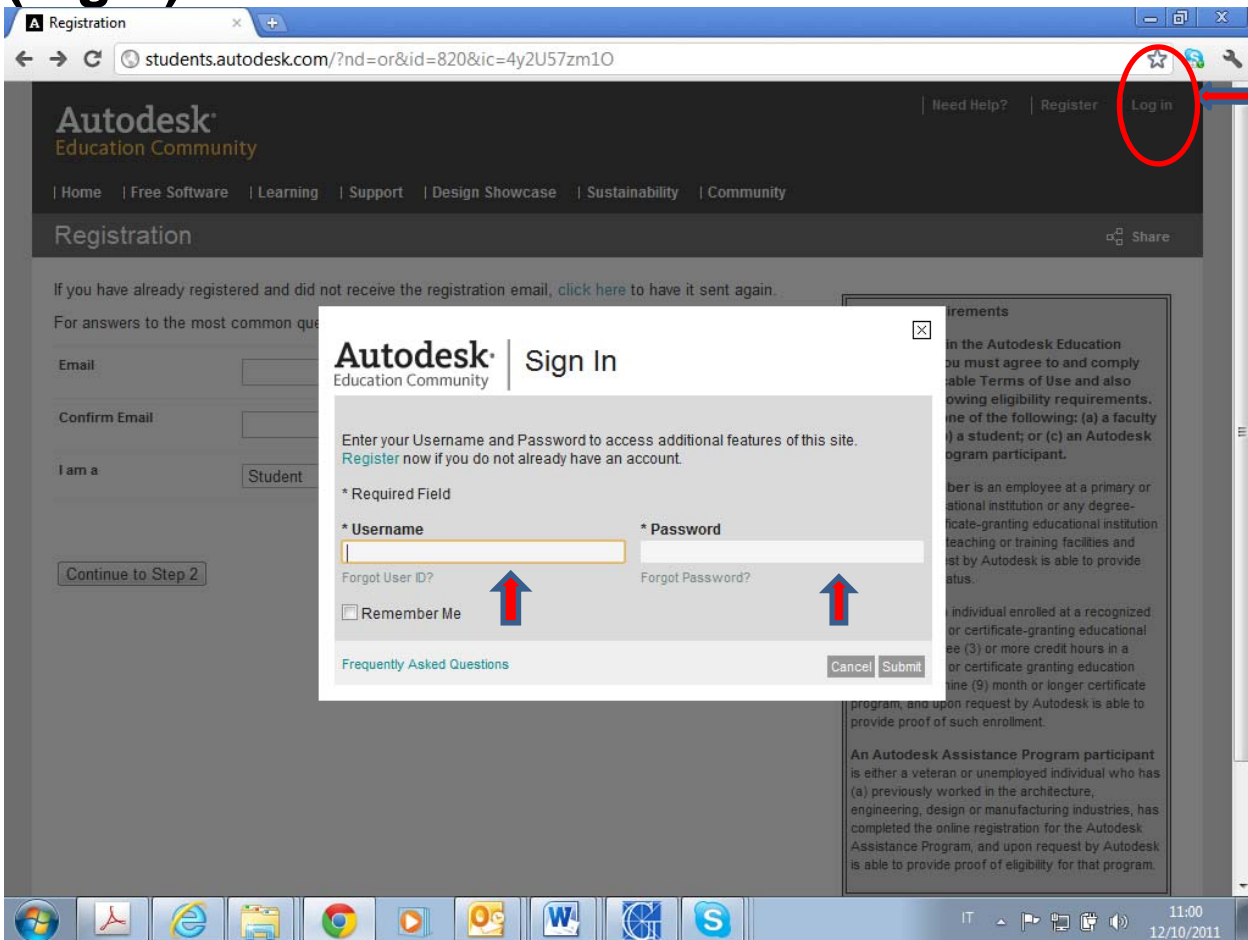 Registration
students.autodesk.com/?nd=or&id=820&ic=4y2U57zm1O
Autodesk
Education Community
| Need Help? | Register Log in
| Home | Free Software | Learning | Support | Design Showcase | Sustainability | Community
Registration
Share
If you have already registered and did not receive the registration email, click here to have it sent again.
For answers to the most common que
Email
Confirm Email
I am a
Student
Continue to Step 2
Autodesk
Education Community
Sign In
Enter your Username and Password to access additional features of this site.
Register now if you do not already have an account.
* Required Field
* Username
* Password
Forgot User ID?
Forgot Password?
Remember Me
Frequently Asked Questions
Cancel Submit
irements
in the Autodesk Education
ou must agree to and comply
cable Terms of Use and also
owing eligibility requirements.
ne of the following: (a) a faculty
) a student; or (c) an Autodesk
ogram participant.
ber is an employee at a primary or
ational institution or any degree-
ficate-granting educational institution
teaching or training facilities and
est by Autodesk is able to provide
atus.
individual enrolled at a recognized
or certificate-granting educational
ee (3) or more credit hours in a
or certificate granting education
nine (9) month or longer certificate
program, and upon request by Autodesk is able to
provide proof of such enrollment.
An Autodesk Assistance Program participant
is either a veteran or unemployed individual who has
(a) previously worked in the architecture,
engineering, design or manufacturing industries, has
completed the online registration for the Autodesk
Assistance Program, and upon request by Autodesk
is able to provide proof of eligibility for that program.
IT
11:00
12/10/2011